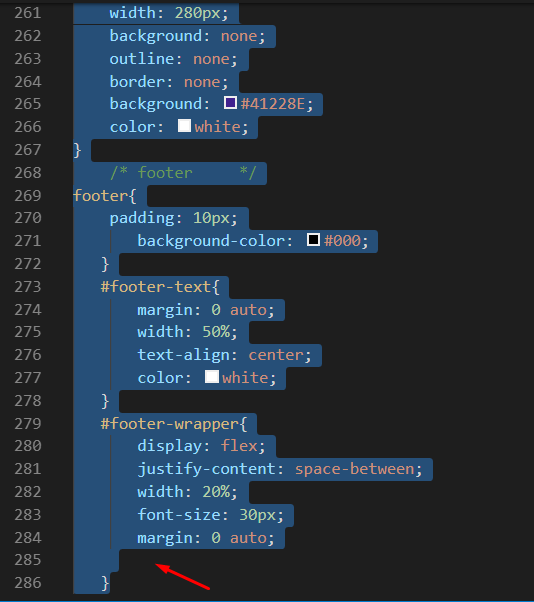 261 width: 280px;
262 background: none;
263 outline: none;
264 border: none;
265 background: #41228E;
266 color: white;
267 }
268 /* footer     */
269 footer{
270 padding: 10px;
271 background-color: #000;
272 }
273 #footer-text{
274 margin: 0 auto;
275 width: 50%;
276 text-align: center;
277 color: white;
278 }
279 #footer-wrapper{
280 display: flex;
281 justify-content: space-between;
282 width: 20%;
283 font-size: 30px;
284 margin: 0 auto;
285
286 }